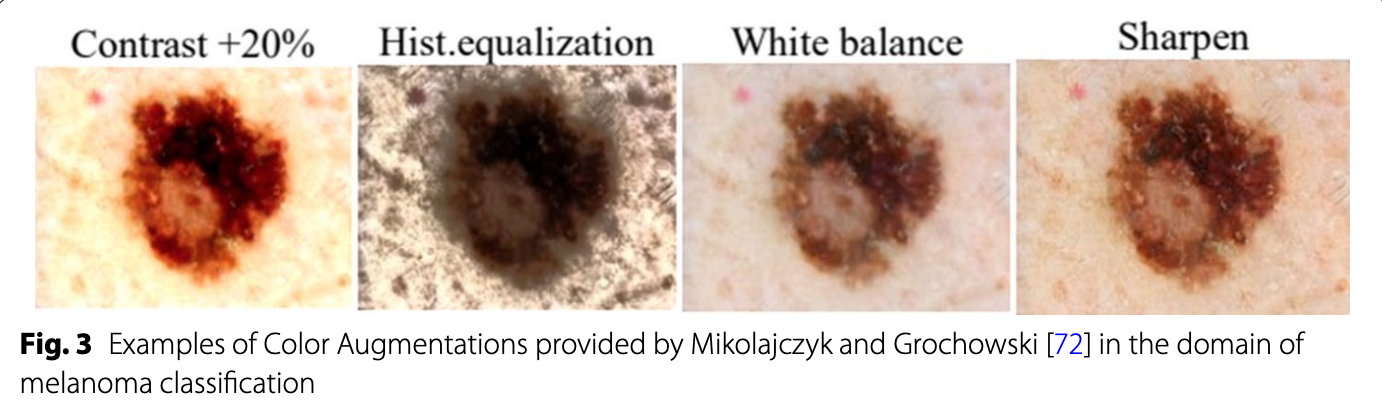 Contrast +20% Hist.equalization White balance Sharpen
Fig. 3 Examples of Color Augmentations provided by Mikolajczyk and Grochowski [72] in the domain of
melanoma classification